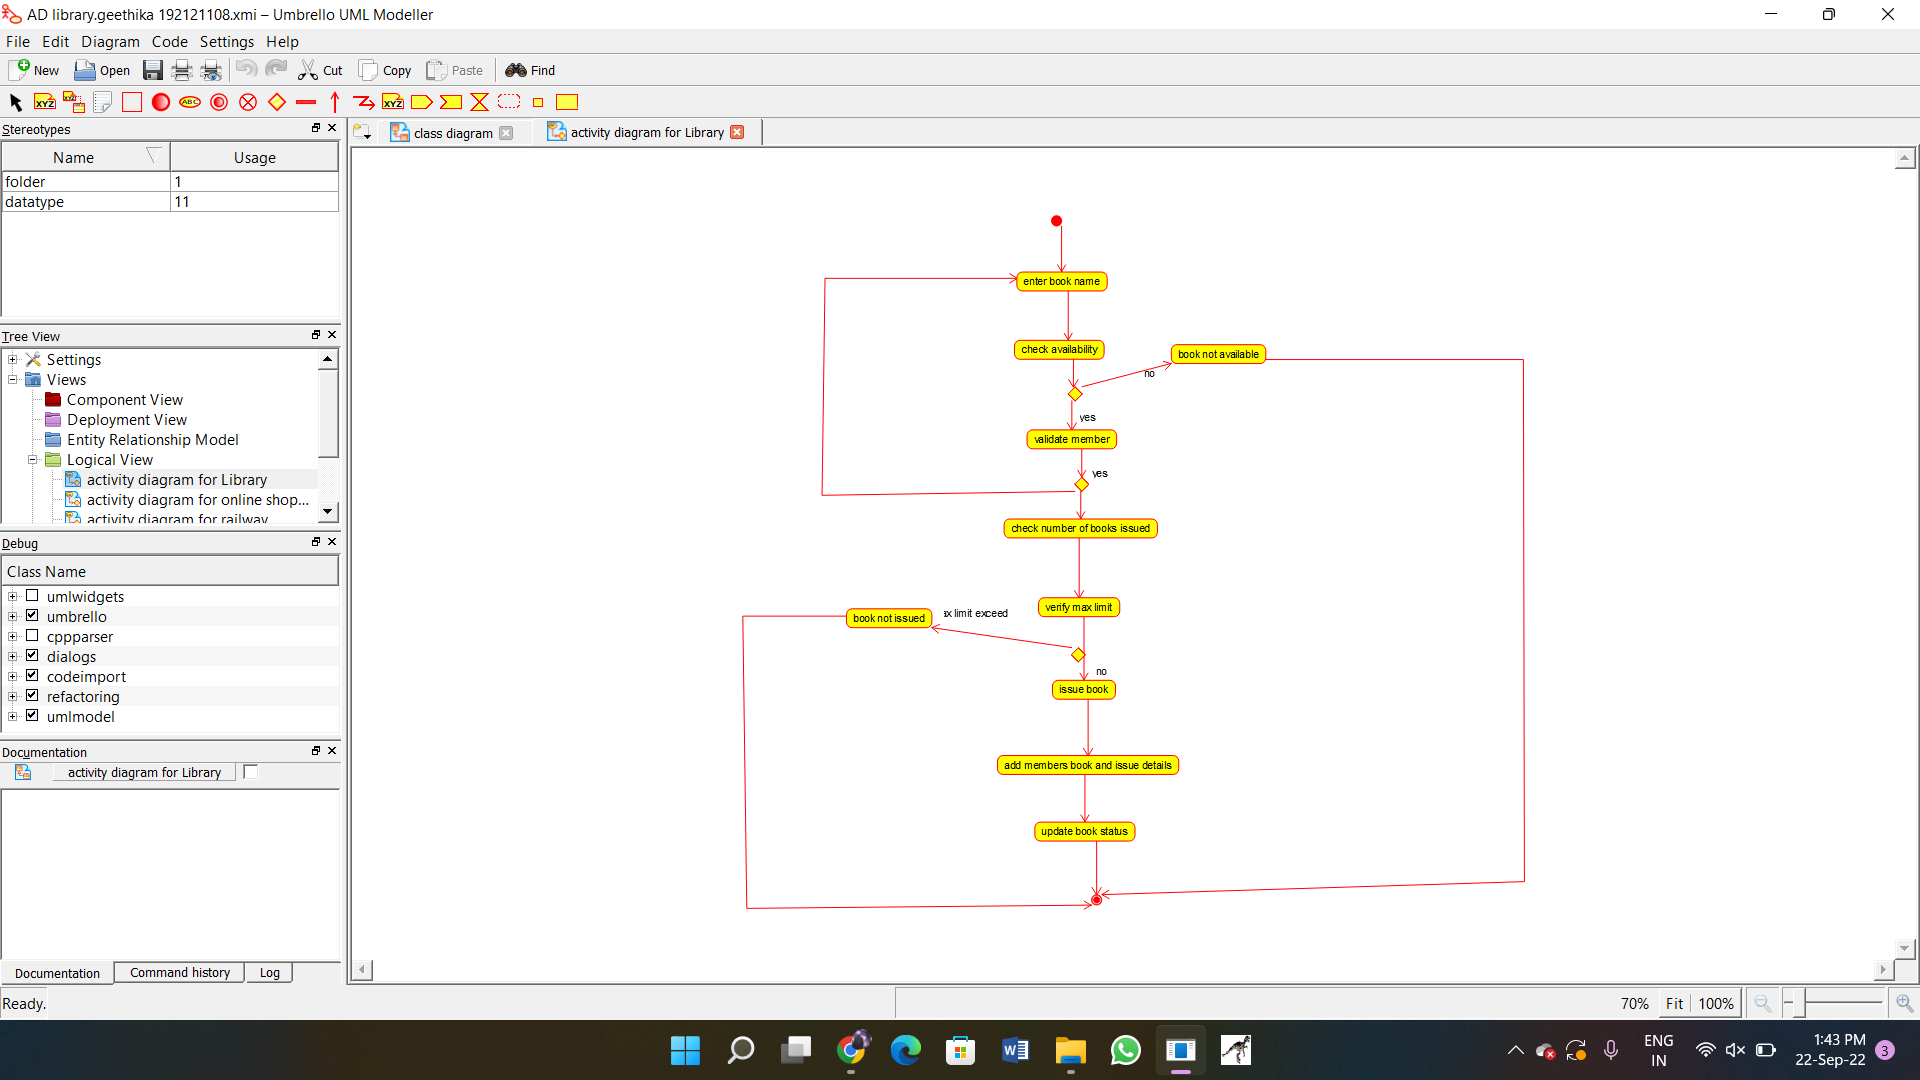 AD library.geethika 192121108.xmi – Umbrello UML Modeller
File Edit Diagram Code Settings Help
New Open Cut Copy Paste Find
XYZ ABC XYZ
Stereotypes
class diagram
activity diagram for Library
Name Usage
folder 1
datatype 11
Tree View
Settings
Views
Component View
Deployment View
Entity Relationship Model
Logical View
activity diagram for Library
activity diagram for online shop...
activity diagram for railway
Debug
Class Name
umlwidgets
umbrello
cppparser
dialogs
codeimport
refactoring
umlmodel
Documentation
activity diagram for Library
Documentation Command history Log
enter book name
check availability
book not available
no
yes
validate member
yes
check number of books issued
verify max limit
book not issued
ax limit exceed
no
issue book
add members book and issue details
update book status
Ready.
70% Fit 100%
ENG
IN
1:43 PM
22-Sep-22
3